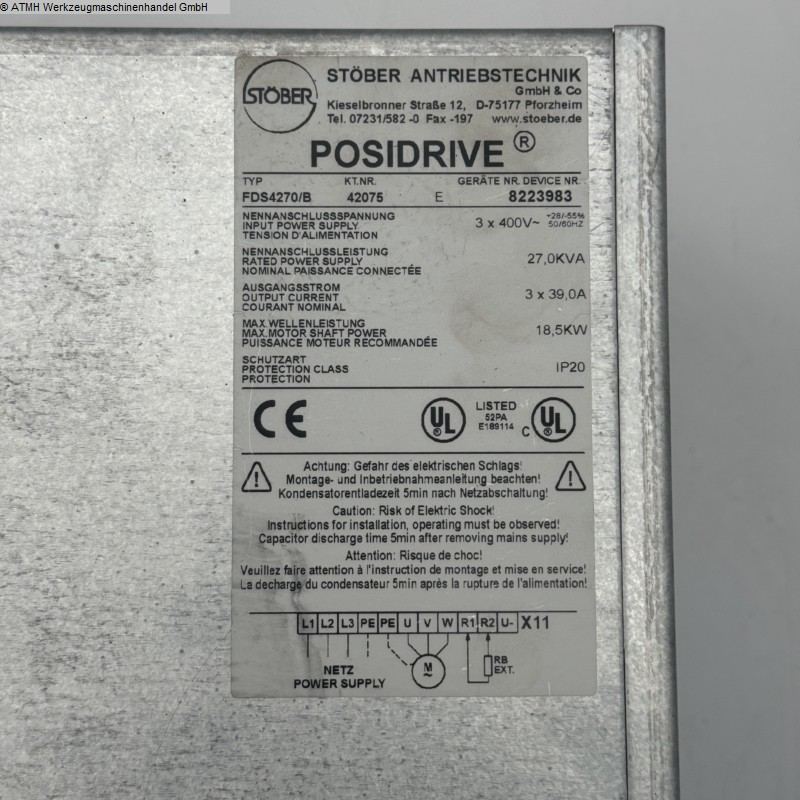 © ATMH Werkzeugmaschinenhandel GmbH
STÖBER
STÖBER ANTRIEBSTECHNIK
GmbH & Co
Kieselbronner Straße 12, D-75177 Pforzheim
Tel. 07231/582 -0 Fax -197 www.stoeber.de
POSIDRIVE ®
TYP KT.NR. GERÄTE NR. DEVICE NR.
FDS4270/B 42075 E 8223983
NENNANSCHLUSSSPANNUNG
INPUT POWER SUPPLY
TENSION D'ALIMENTATION
3 x 400V~ +28/-55%
50/60HZ
NENNANSCHLUSSLEISTUNG
RATED POWER SUPPLY
NOMINAL PAISSANCE CONNECTÉE
27,0KVA
AUSGANGSSTROM
OUTPUT CURRENT
COURANT NOMINAL
3 x 39,0A
MAX.WELLENLEISTUNG
MAX.MOTOR SHAFT POWER
PUISSANCE MOTEUR RECOMMANDÉE
18,5KW
SCHUTZART
PROTECTION CLASS
PROTECTION
IP20
CE
UL ®
LISTED
52PA
E189114
C UL ®
Achtung: Gefahr des elektrischen Schlags!
Montage- und Inbetriebnahmeanleitung beachten!
Kondensatorentladezeit 5min nach Netzabschaltung!
Caution: Risk of Elektric Shock!
Instructions for installation, operating must be observed!
Capacitor discharge time 5min after removing mains supply!
Attention: Risque de choc!
Veuillez faire attention à l'instruction de montage et mise en service!
La decharge du condensateur 5min après la rupture de l'alimentation!
L1 L2 L3 PE PE U V W R1 R2 U- X11
NETZ
POWER SUPPLY
M
~
RB
EXT.